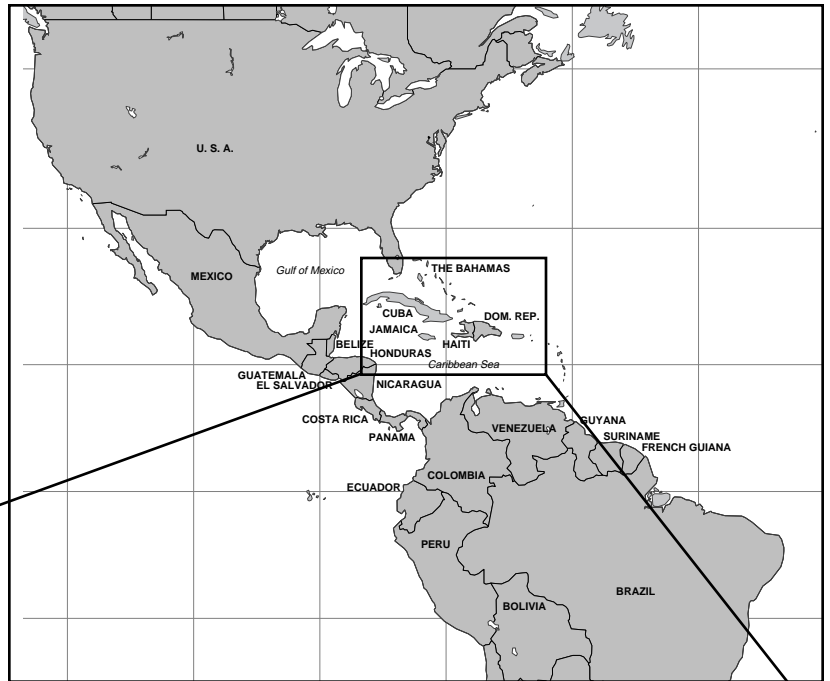 U. S. A.
Gulf of Mexico
THE BAHAMAS
MEXICO
CUBA
DOM. REP.
JAMAICA
BELIZE
HAITI
HONDURAS
Caribbean Sea
GUATEMALA
EL SALVADOR
NICARAGUA
COSTA RICA
GUYANA
VENEZUELA
PANAMA
SURINAME
FRENCH GUIANA
COLOMBIA
ECUADOR
PERU
BRAZIL
BOLIVIA